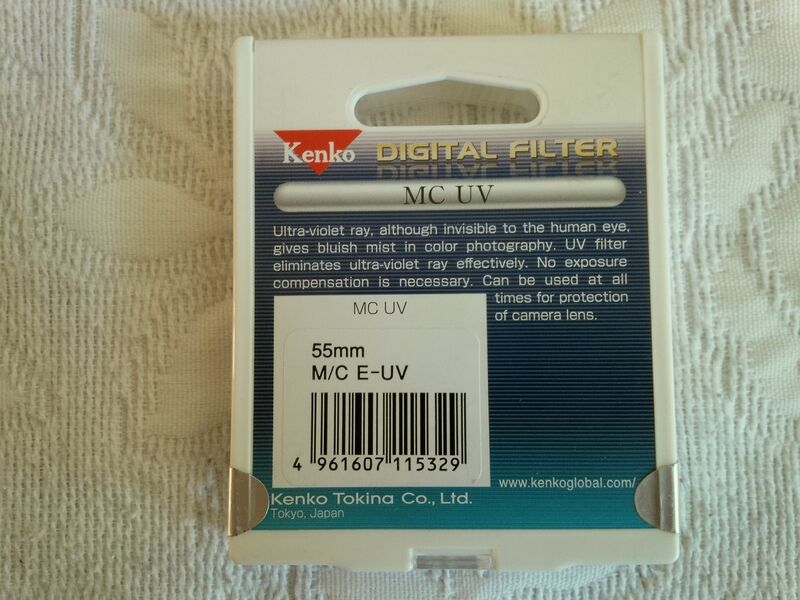 Kenko DIGITAL FILTER
MC UV
Ultra-violet ray, although invisible to the human eye,
gives bluish mist in color photography. UV filter
eliminates ultra-violet ray effectively. No exposure
compensation is necessary. Can be used at all
times for protection
of camera lens.
MC UV
55mm
M/C E-UV
4 961607 115329
www.kenkoglobal.com/
Kenko Tokina Co., Ltd.
Tokyo, Japan